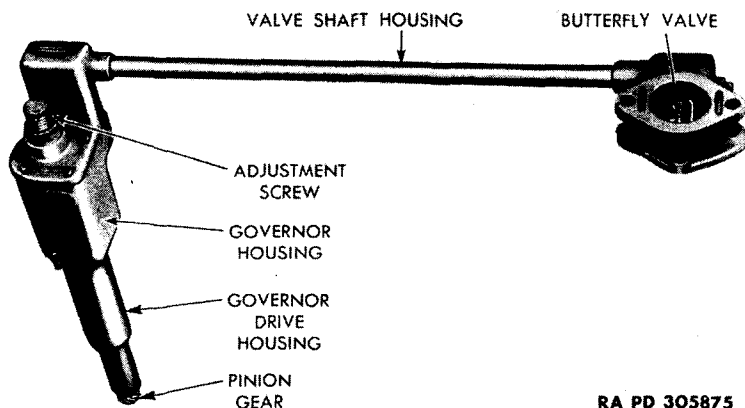 VALVE SHAFT HOUSING
BUTTERFLY VALVE
ADJUSTMENT
SCREW
GOVERNOR
HOUSING
GOVERNOR
DRIVE
HOUSING
PINION
GEAR
RA PD 305875